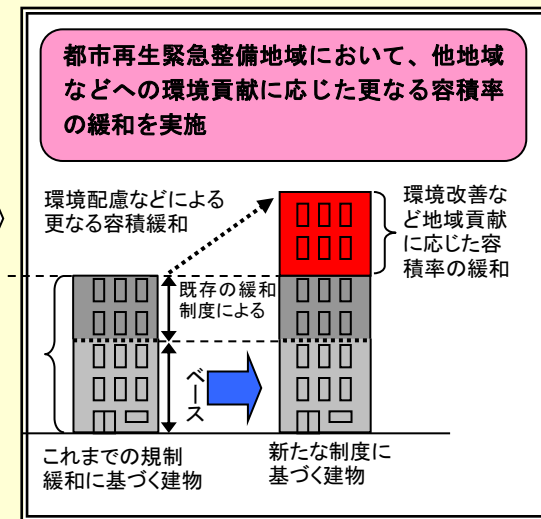 都市再生緊急整備地域において、他地域
などへの環境貢献に応じた更なる容積率
の緩和を実施
環境配慮などによる
更なる容積緩和
環境改善な
ど地域貢献
に応じた容
積率の緩和
既存の緩和
制度による
ベース
これまでの規制
緩和に基づく建物
新たな制度に
基づく建物